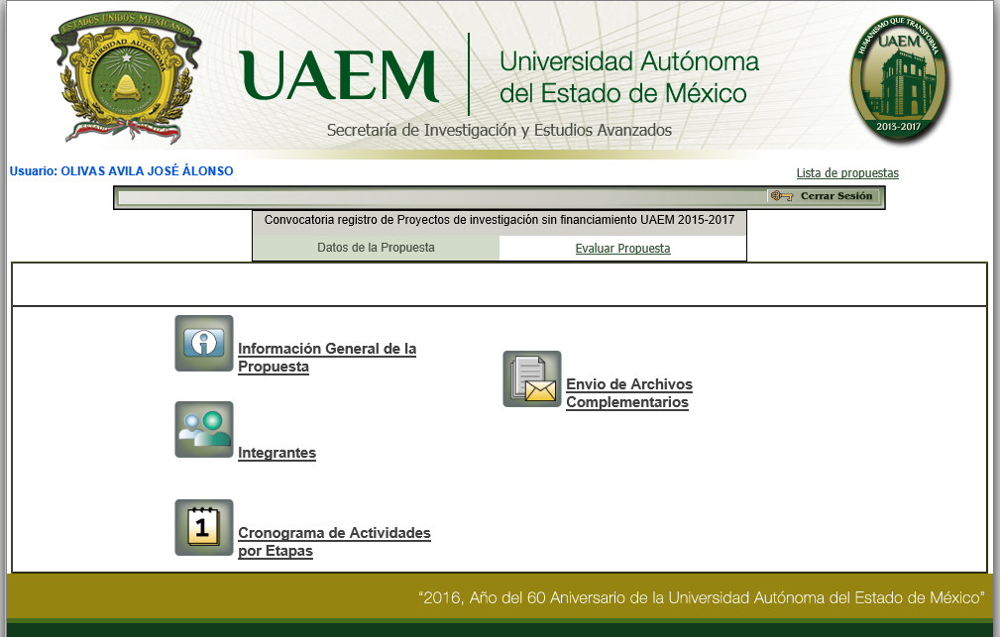 ESTADOS UNIDOS MEXICANOS
UNIVERSIDAD AUTÓNOMA
UAEM
Universidad Autónoma
del Estado de México
Secretaría de Investigación y Estudios Avanzados
HUMANISMO QUE TRANSFORMA
UAEM
2013-2017
Usuario: OLIVAS AVILA JOSÉ ÁLONSO
Lista de propuestas
Cerrar Sesión
Convocatoria registro de Proyectos de investigación sin financiamiento UAEM 2015-2017
Datos de la Propuesta
Evaluar Propuesta
Información General de la
Propuesta
Envio de Archivos
Complementarios
Integrantes
1
Cronograma de Actividades
por Etapas
“2016, Año del 60 Aniversario de la Universidad Autónoma del Estado de México”